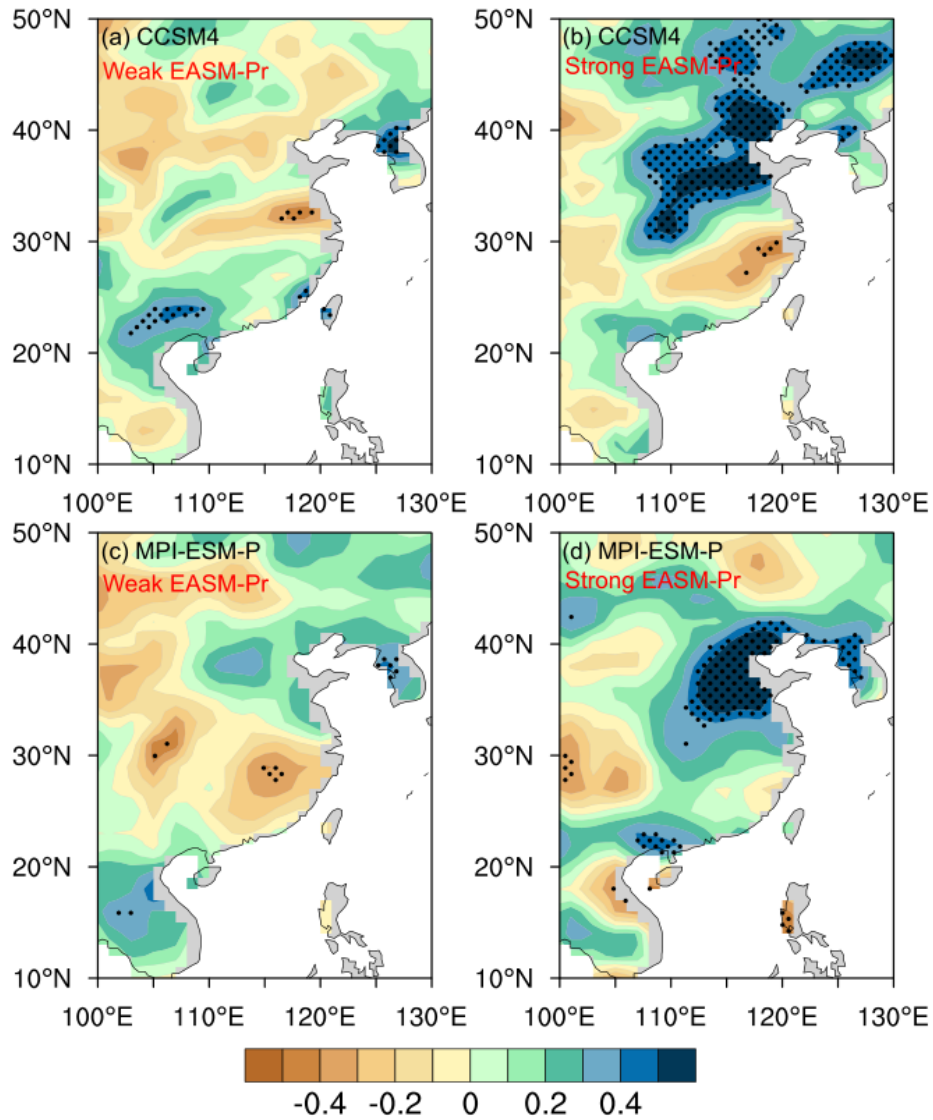 50°N
(a) CCSM4
Weak EASM-Pr
40°N
30°N
20°N
10°N
100°E 110°E 120°E 130°E
50°N
(b) CCSM4
Strong EASM-Pr
40°N
30°N
20°N
10°N
100°E 110°E 120°E 130°E
50°N
(c) MPI-ESM-P
Weak EASM-Pr
40°N
30°N
20°N
10°N
100°E 110°E 120°E 130°E
50°N
(d) MPI-ESM-P
Strong EASM-Pr
40°N
30°N
20°N
10°N
100°E 110°E 120°E 130°E
-0.4 -0.2 0 0.2 0.4